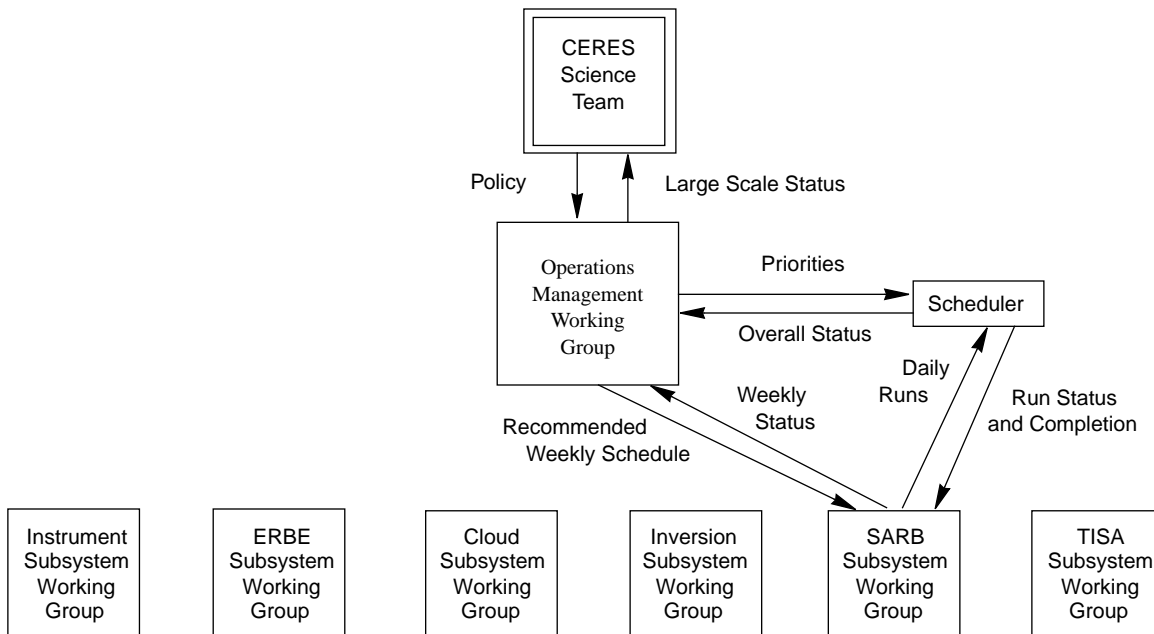 CERES
Science
Team
Policy
Large Scale Status
Operations
Management
Working
Group
Priorities
Scheduler
Overall Status
Daily
Runs
Weekly
Status
Run Status
and Completion
Recommended
Weekly Schedule
Instrument
Subsystem
Working
Group
ERBE
Subsystem
Working
Group
Cloud
Subsystem
Working
Group
Inversion
Subsystem
Working
Group
SARB
Subsystem
Working
Group
TISA
Subsystem
Working
Group